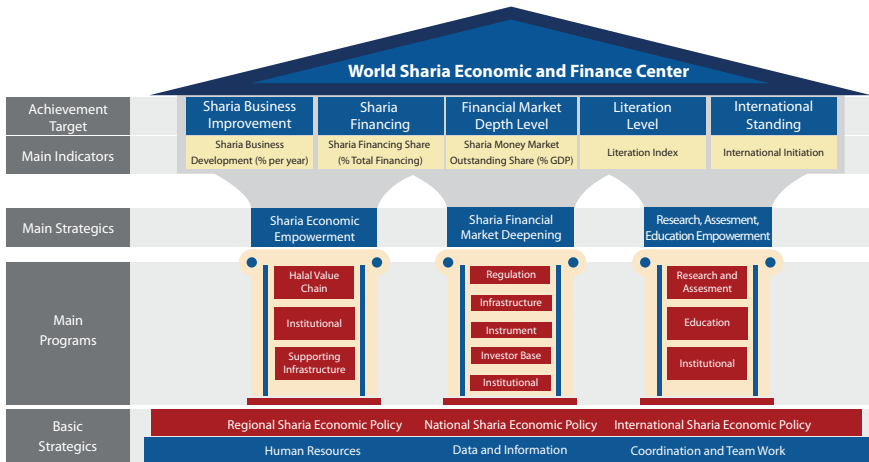 World Sharia Economic and Finance Center
Achievement
Target
Sharia Business
Improvement
Sharia
Financing
Financial Market
Depth Level
Literation
Level
International
Standing
Main Indicators
Sharia Business
Development (% per year)
Sharia Financing Share
(% Total Financing)
Sharia Money Market
Outstanding Share (% GDP)
Literation Index
International Initiation
Main Strategics
Sharia Economic
Empowerment
Sharia Financial
Market Deepening
Research, Assesment,
Education Empowerment
Main
Programs
Halal Value
Chain
Institutional
Supporting
Infrastructure
Regulation
Infrastructure
Instrument
Investor Base
Institutional
Research and
Assesment
Education
Institutional
Basic
Strategics
Regional Sharia Economic Policy
National Sharia Economic Policy
International Sharia Economic Policy
Human Resources
Data and Information
Coordination and Team Work